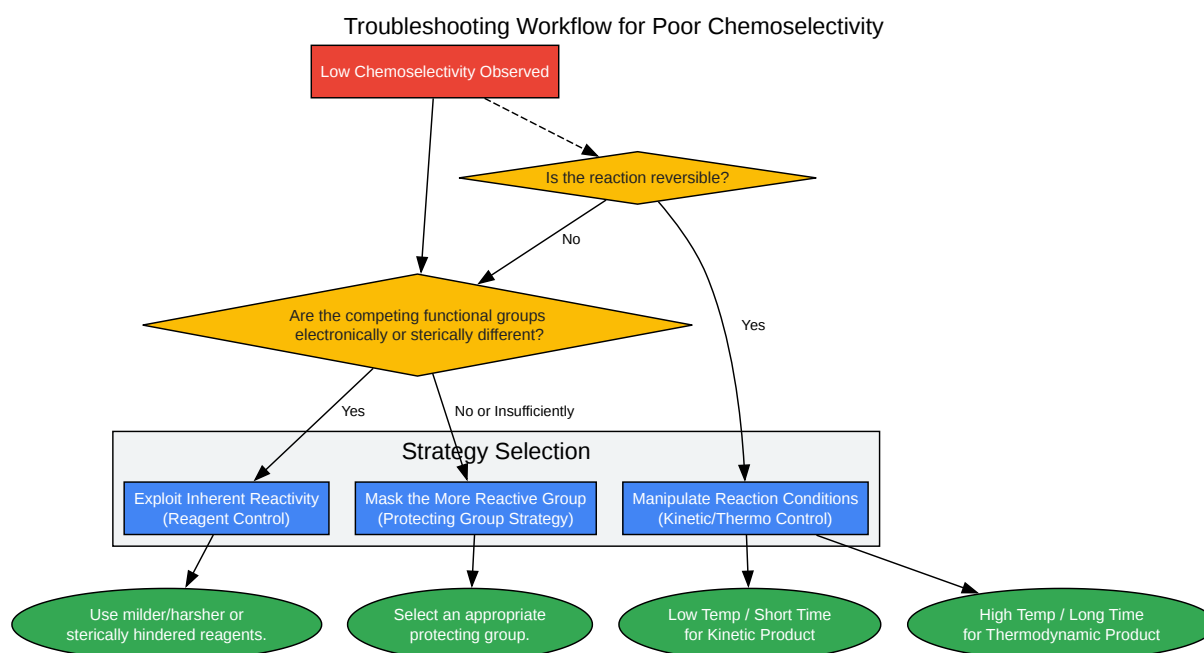 Troubleshooting Workflow for Poor Chemoselectivity
Low Chemoselectivity Observed
Is the reaction reversible?
No
Are the competing functional groups
electronically or sterically different?
Yes
Yes
No or Insufficiently
Strategy Selection
Exploit Inherent Reactivity
(Reagent Control)
Mask the More Reactive Group
(Protecting Group Strategy)
Manipulate Reaction Conditions
(Kinetic/Thermo Control)
Use milder/harsher or
sterically hindered reagents.
Select an appropriate
protecting group.
Low Temp / Short Time
for Kinetic Product
High Temp / Long Time
for Thermodynamic Product